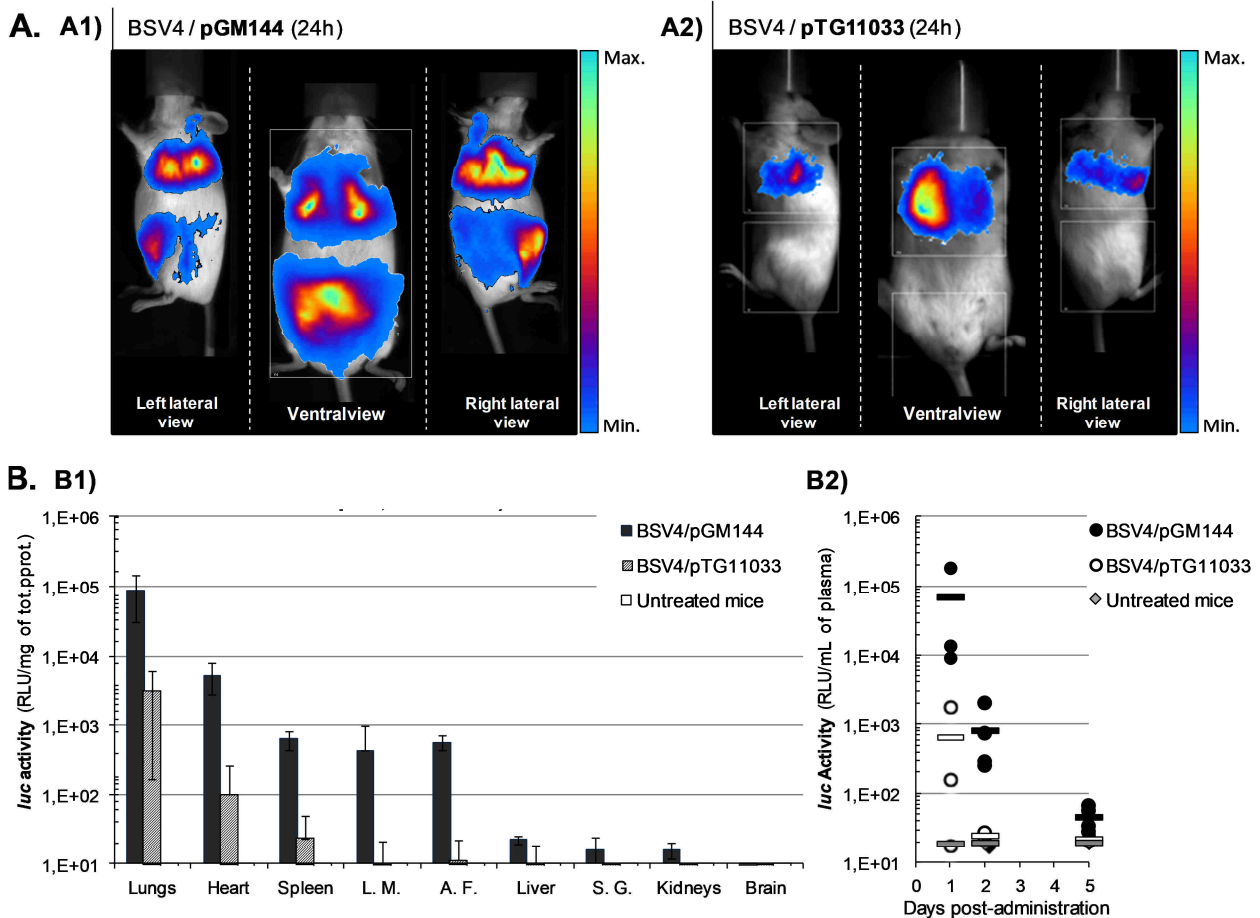 A. A1) BSV4 / pGM144 (24h)
Max.
Left lateral view
Ventralview
Right lateral view
Min.
A2) BSV4 / pTG11033 (24h)
Max.
Left lateral view
Ventralview
Right lateral view
Min.
B. B1)
luc activity (RLU/mg of tot.pprot.)
1,E+06
1,E+05
1,E+04
1,E+03
1,E+02
1,E+01
BSV4/pGM144
BSV4/pTG11033
Untreated mice
Lungs Heart Spleen L. M. A. F. Liver S. G. Kidneys Brain
B2)
luc Activity (RLU/mL of plasma)
1,E+06
1,E+05
1,E+04
1,E+03
1,E+02
1,E+01
BSV4/pGM144
BSV4/pTG11033
Untreated mice
0 1 2 3 4 5
Days post-administration